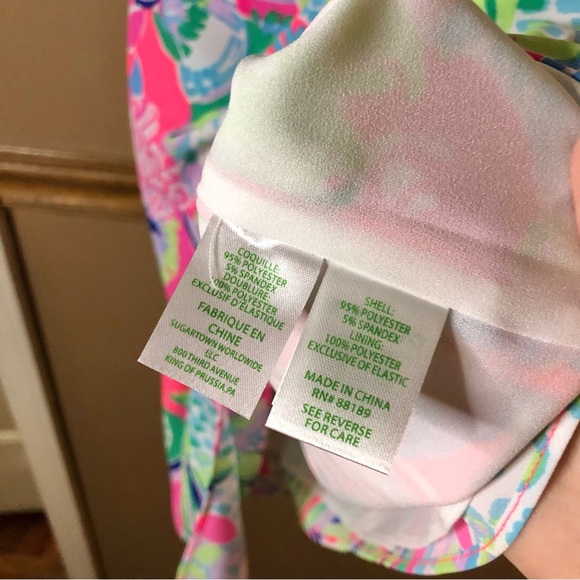 COQUILLE:
95% POLYESTER
5% SPANDEX
DOUBLURE:
100% POLYESTER
EXCLUSIF D'ELASTIQUE
FABRIQUE EN
CHINE
SUGARTOWN WORLDWIDE
LLC
800 THIRD AVENUE
KING OF PRUSSIA,PA
SHELL:
95% POLYESTER
5% SPANDEX
LINING:
100% POLYESTER
EXCLUSIVE OF ELASTIC
MADE IN CHINA
RN# 88189
SEE REVERSE
FOR CARE